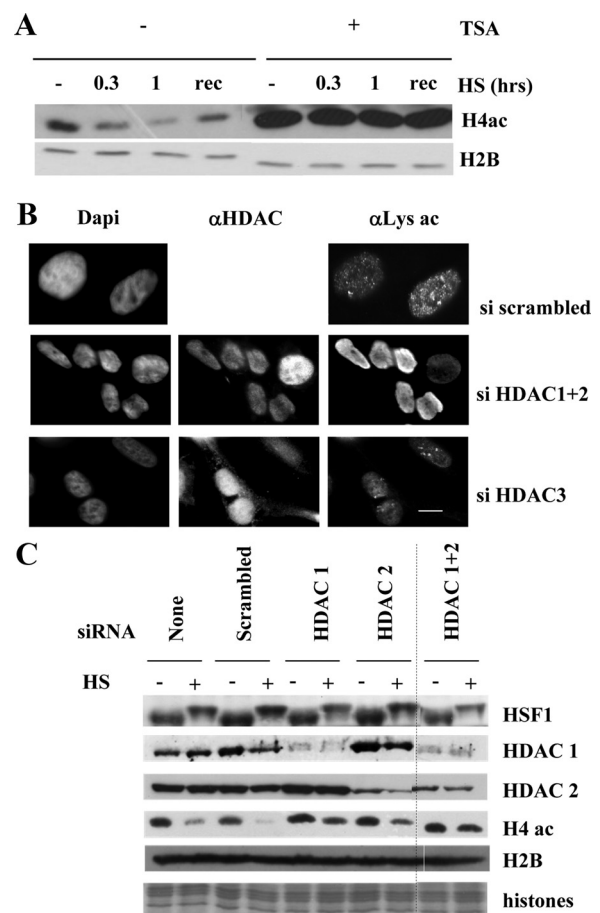 A
- + TSA
- 0.3 1 rec - 0.3 1 rec HS (hrs)
H4ac
H2B
B
Dapi αHDAC αLys ac
si scrambled
si HDAC1+2
si HDAC3
C
siRNA None Scrambled HDAC 1 HDAC 2 HDAC 1+2
HS - + - + - + - + - +
HSF1
HDAC 1
HDAC 2
H4 ac
H2B
histones